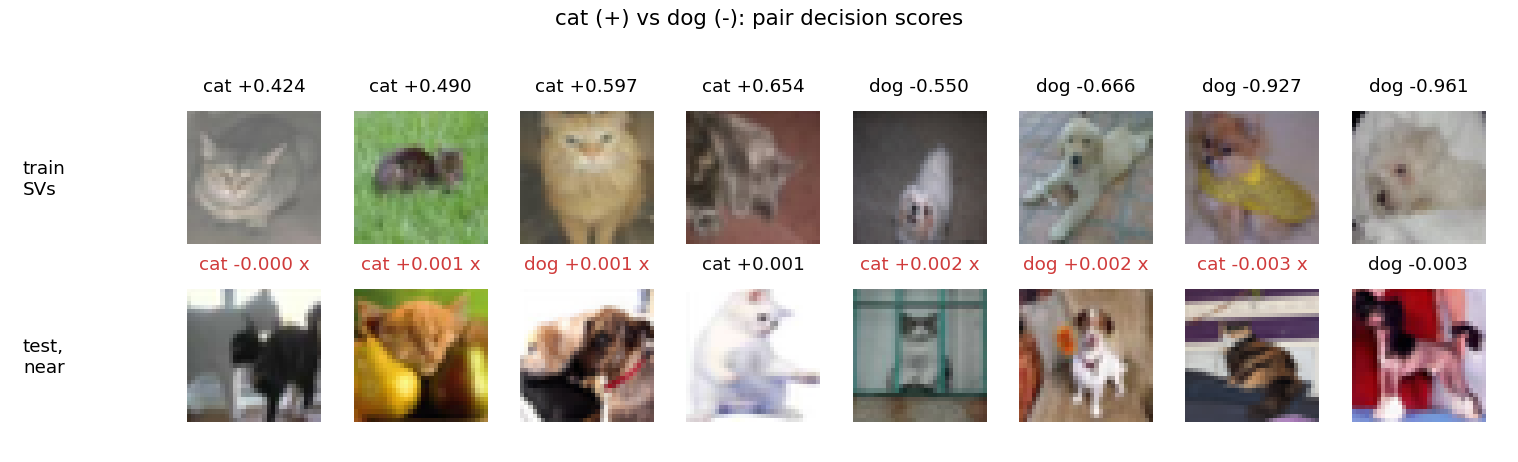 cat (+) vs dog (-): pair decision scores
cat +0.424 cat +0.490 cat +0.597 cat +0.654 dog -0.550 dog -0.666 dog -0.927 dog -0.961
train
SVs
cat -0.000 x cat +0.001 x dog +0.001 x cat +0.001 cat +0.002 x dog +0.002 x cat -0.003 x dog -0.003
test,
near